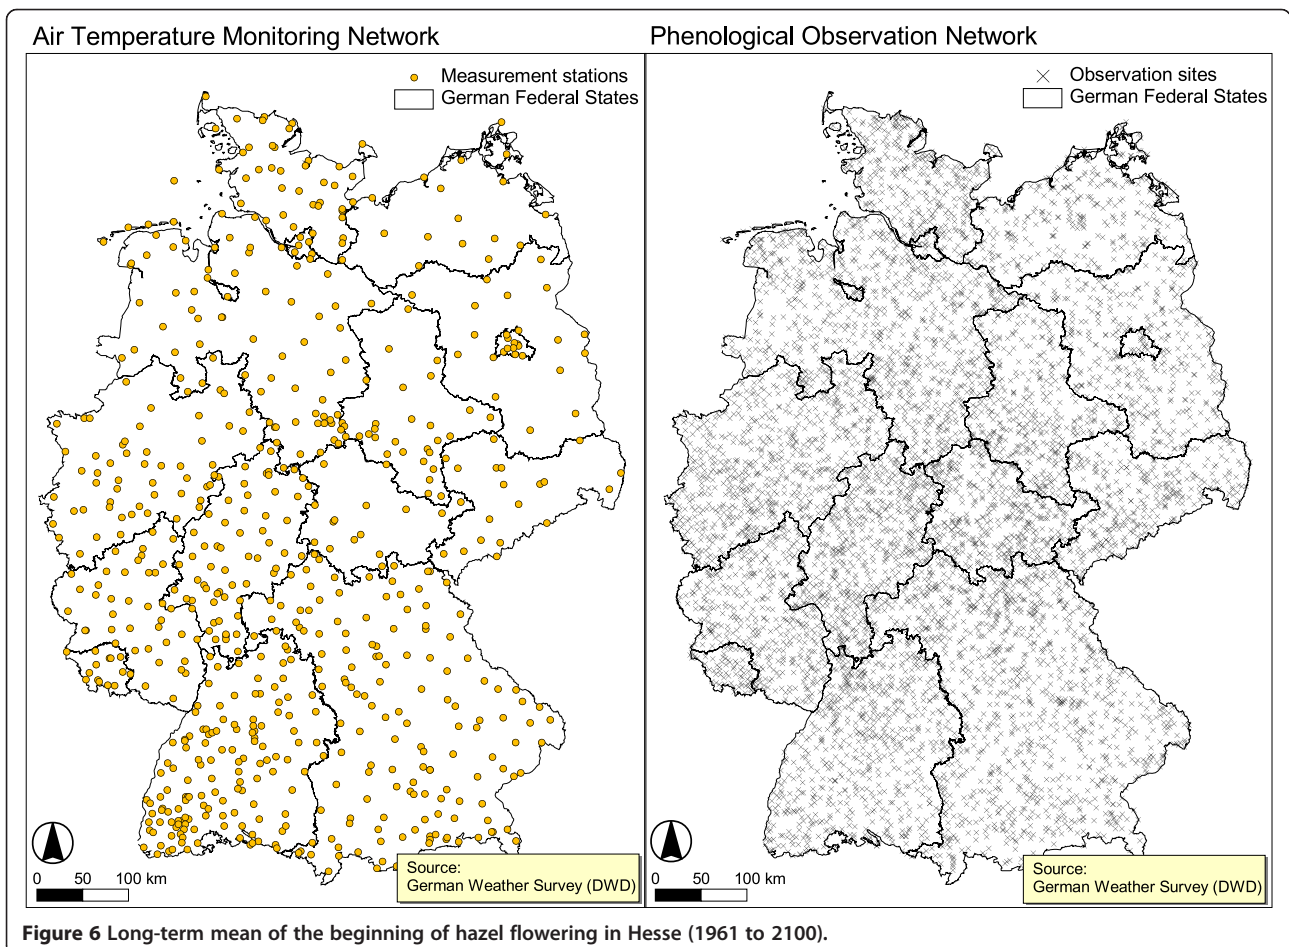 Air Temperature Monitoring Network
Measurement stations
German Federal States
0 50 100 km
Source:
German Weather Survey (DWD)
Phenological Observation Network
Observation sites
German Federal States
0 50 100 km
Source:
German Weather Survey (DWD)
Figure 6 Long-term mean of the beginning of hazel flowering in Hesse (1961 to 2100).